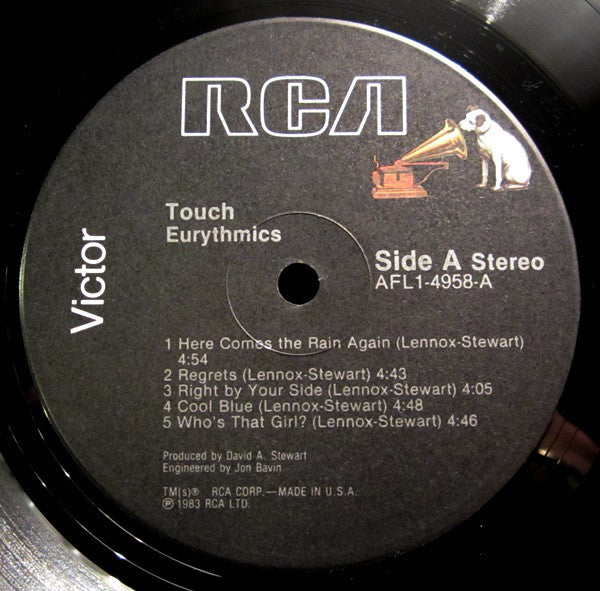 RCA
Victor
Touch
Eurythmics
Side A Stereo
AFL1-4958-A
1 Here Comes the Rain Again (Lennox-Stewart)
4:54
2 Regrets (Lennox-Stewart) 4:43
3 Right by Your Side (Lennox-Stewart) 4:05
4 Cool Blue (Lennox-Stewart) 4:48
5 Who's That Girl? (Lennox-Stewart) 4:46
Produced by David A. Stewart
Engineered by Jon Bavin
TM(s)® RCA CORP.—MADE IN U.S.A.
℗ 1983 RCA LTD.